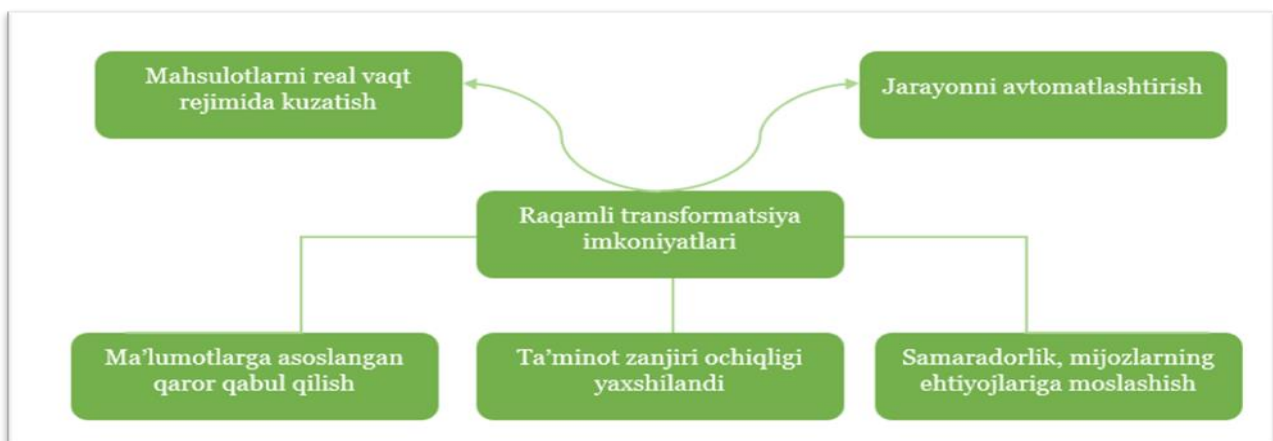 Mahsulotlarni real vaqt
rejimida kuzatish
Jarayonni avtomatlashtirish
Raqamli transformatsiya
imkoniyatlari
Ma’lumotlarga asoslangan
qaror qabul qilish
Ta’minot zanjiri ochiqligi
yaxshilandi
Samaradorlik, mijozlarning
ehtiyojlariga moslashish